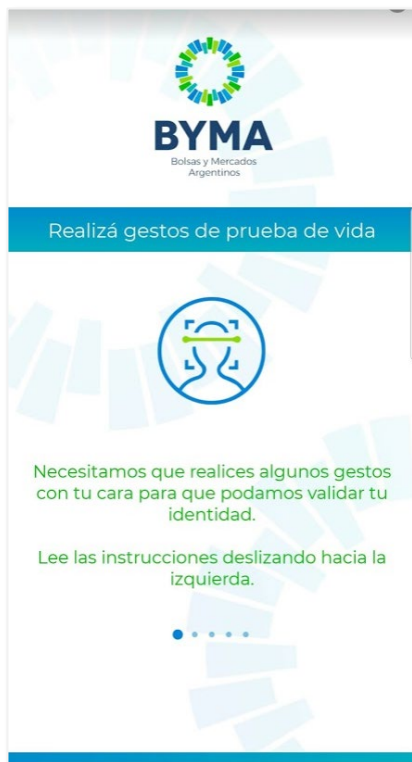 BYMA
Bolsas y Mercados
Argentinos
Realizá gestos de prueba de vida
Necesitamos que realices algunos gestos
con tu cara para que podamos validar tu
identidad.
Lee las instrucciones deslizando hacia la
izquierda.